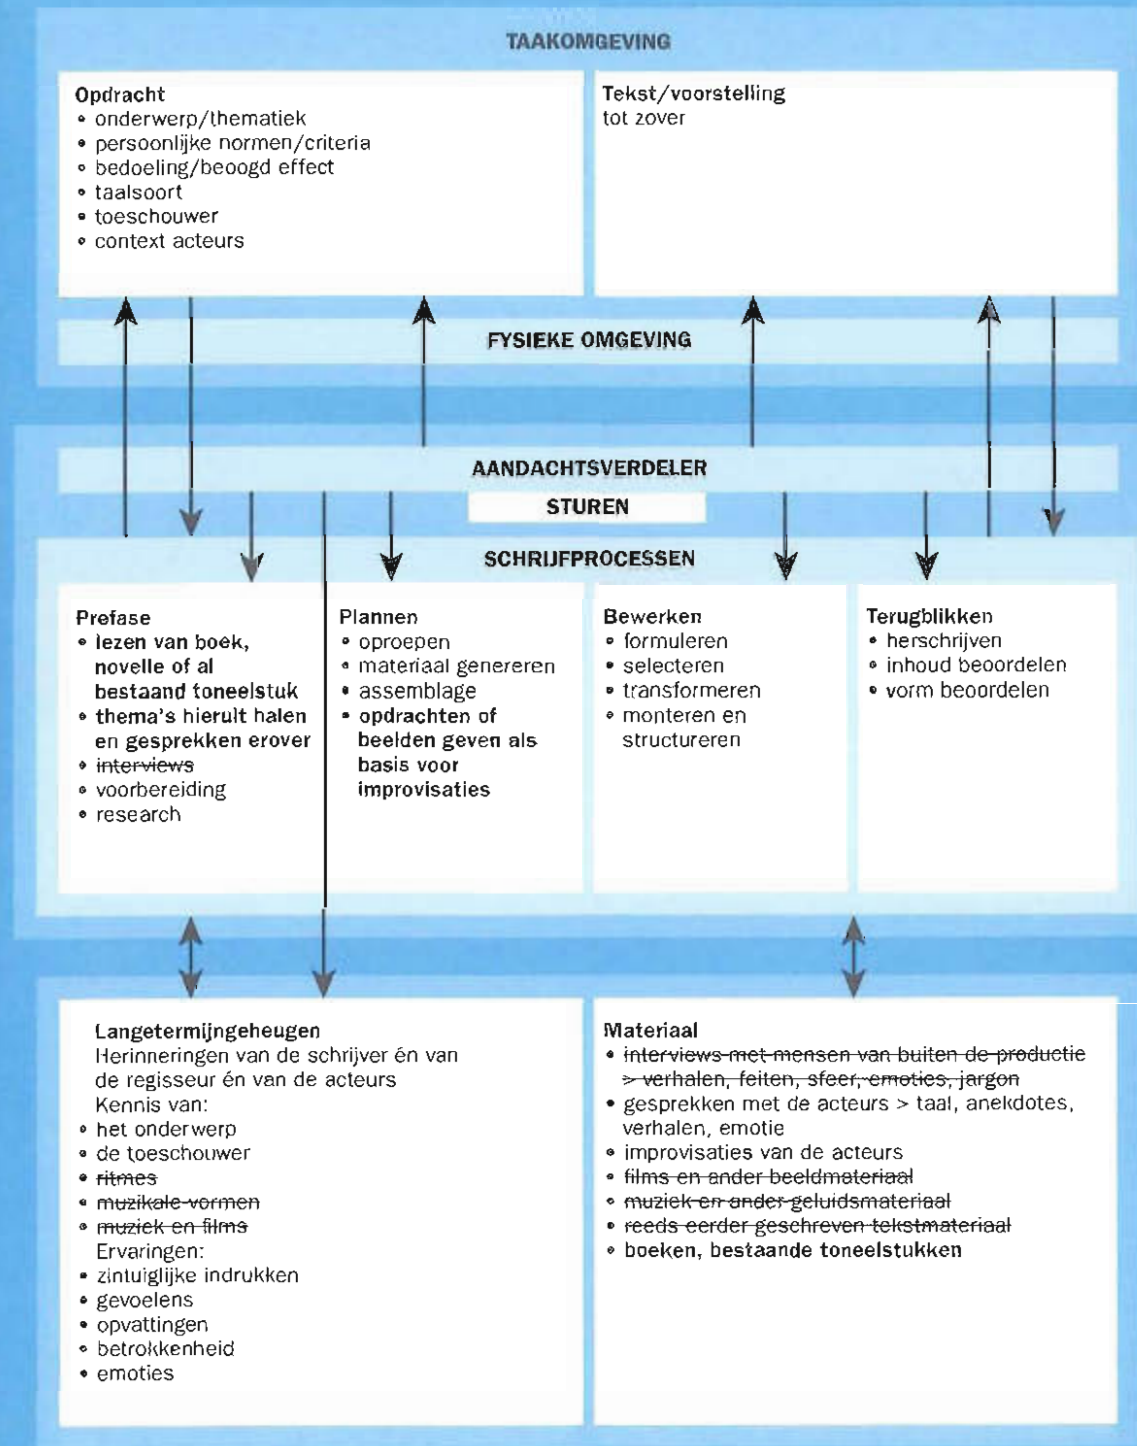 TAAKOMGEVING
Opdracht
• onderwerp/thematiek
• persoonlijke normen/criteria
• bedoeling/beoogd effect
• taalsoort
• toeschouwer
• context acteurs
Tekst/voorstelling
tot zover
FYSIEKE OMGEVING
AANDACHTSVERDELER
STUREN
SCHRIJFPROCESSEN
Prefase
• lezen van boek,
novelle of al
bestaand toneelstuk
• thema's hieruit halen
en gesprekken erover
• interviews
• voorbereiding
• research
Plannen
• oproepen
• materiaal genereren
• assemblage
• opdrachten of
beelden geven als
basis voor
improvisaties
Bewerken
• formuleren
• selecteren
• transformeren
• monteren en
structureren
Terugblikken
• herschrijven
• inhoud beoordelen
• vorm beoordelen
Langetermijngeheugen
Herinneringen van de schrijver én van
de regisseur én van de acteurs
Kennis van:
• het onderwerp
• de toeschouwer
• ritmes
• muzikale vormen
• muziek en films
Ervaringen:
• zintuiglijke indrukken
• gevoelens
• opvattingen
• betrokkenheid
• emoties
Materiaal
• interviews met mensen van buiten de productie
> verhalen, feiten, sfeer, emoties, jargon
• gesprekken met de acteurs > taal, anekdotes,
verhalen, emotie
• improvisaties van de acteurs
• films en ander beeldmateriaal
• muziek en ander geluidsmateriaal
• reeds eerder geschreven tekstmateriaal
• boeken, bestaande toneelstukken